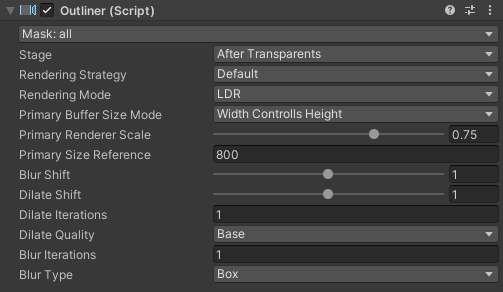 Outliner (Script)
Mask: all
Stage After Transparents
Rendering Strategy Default
Rendering Mode LDR
Primary Buffer Size Mode Width Controlls Height
Primary Renderer Scale 0.75
Primary Size Reference 800
Blur Shift 1
Dilate Shift 1
Dilate Iterations 1
Dilate Quality Base
Blur Iterations 1
Blur Type Box